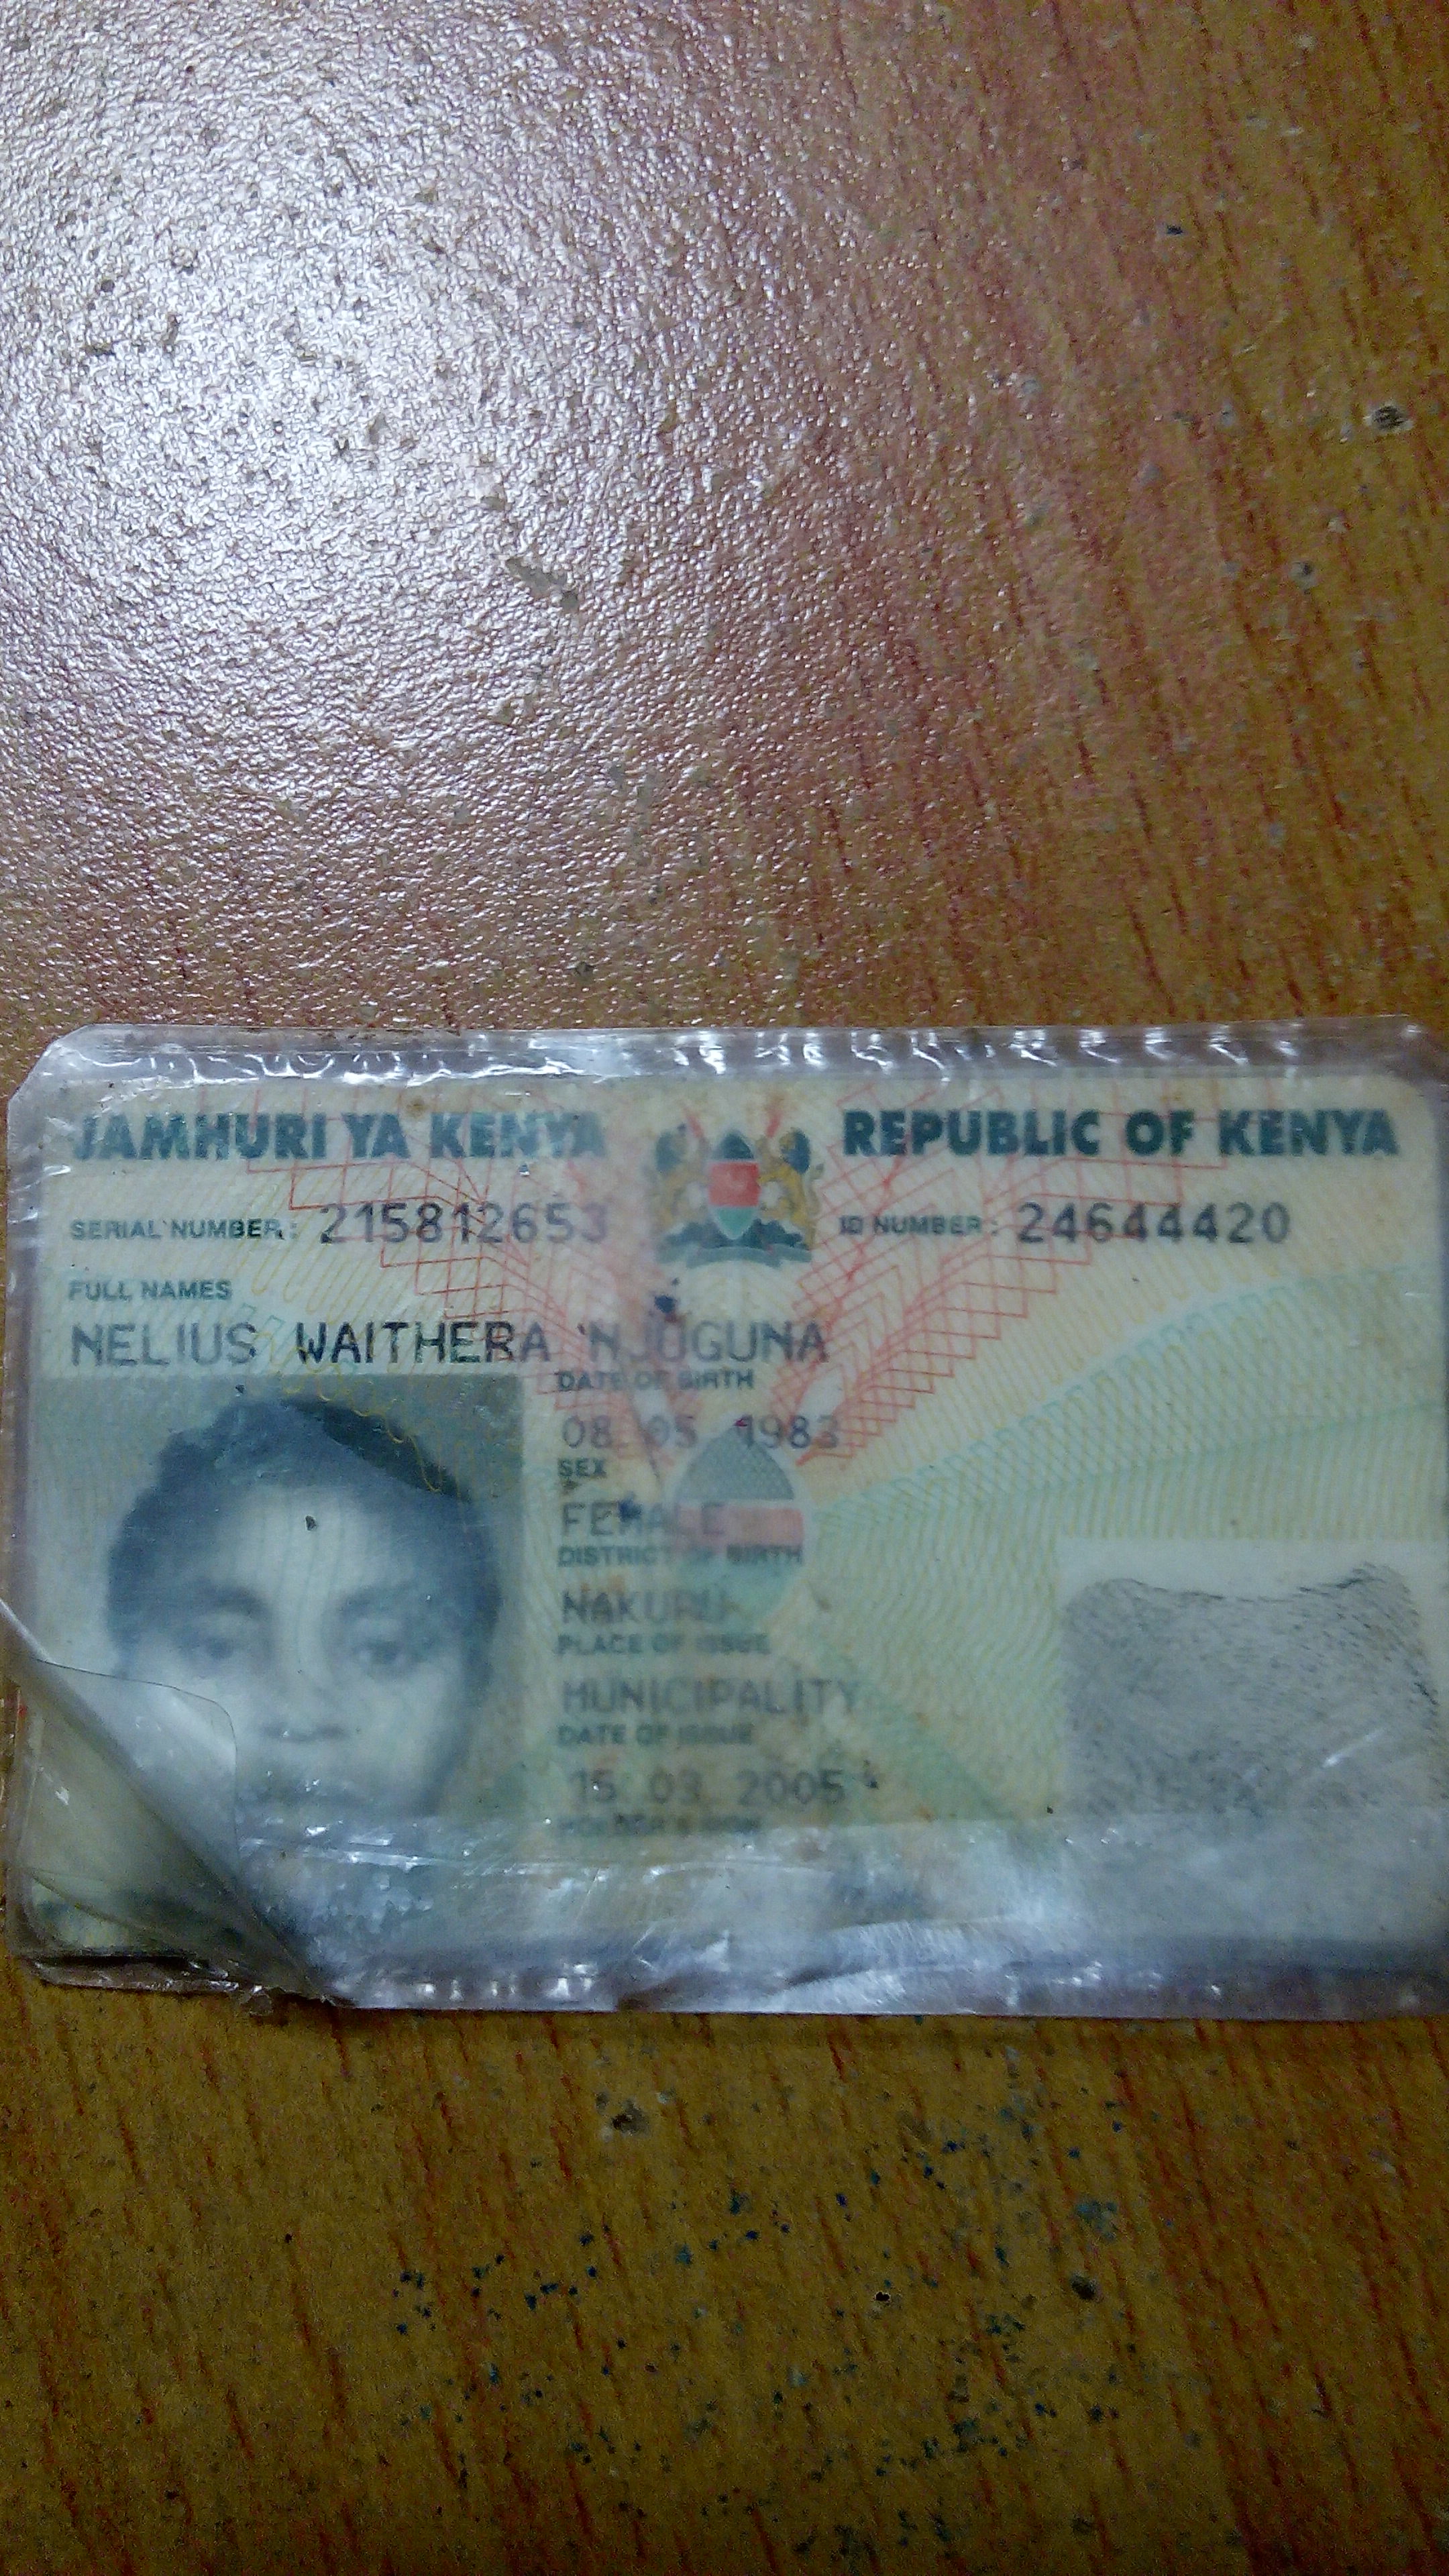 JAMHURI YA KENYA REPUBLIC OF KENYA
SERIAL NUMBER: 215812653 ID NUMBER: 24644420
FULL NAMES
NELIUS WAITHERA NJUGUNA
DATE OF BIRTH
08. 05. 1983
SEX
FEMALE
DISTRICT OF BIRTH
NAKURU
PLACE OF ISSUE
MUNICIPALITY
DATE OF ISSUE
15. 03. 2005